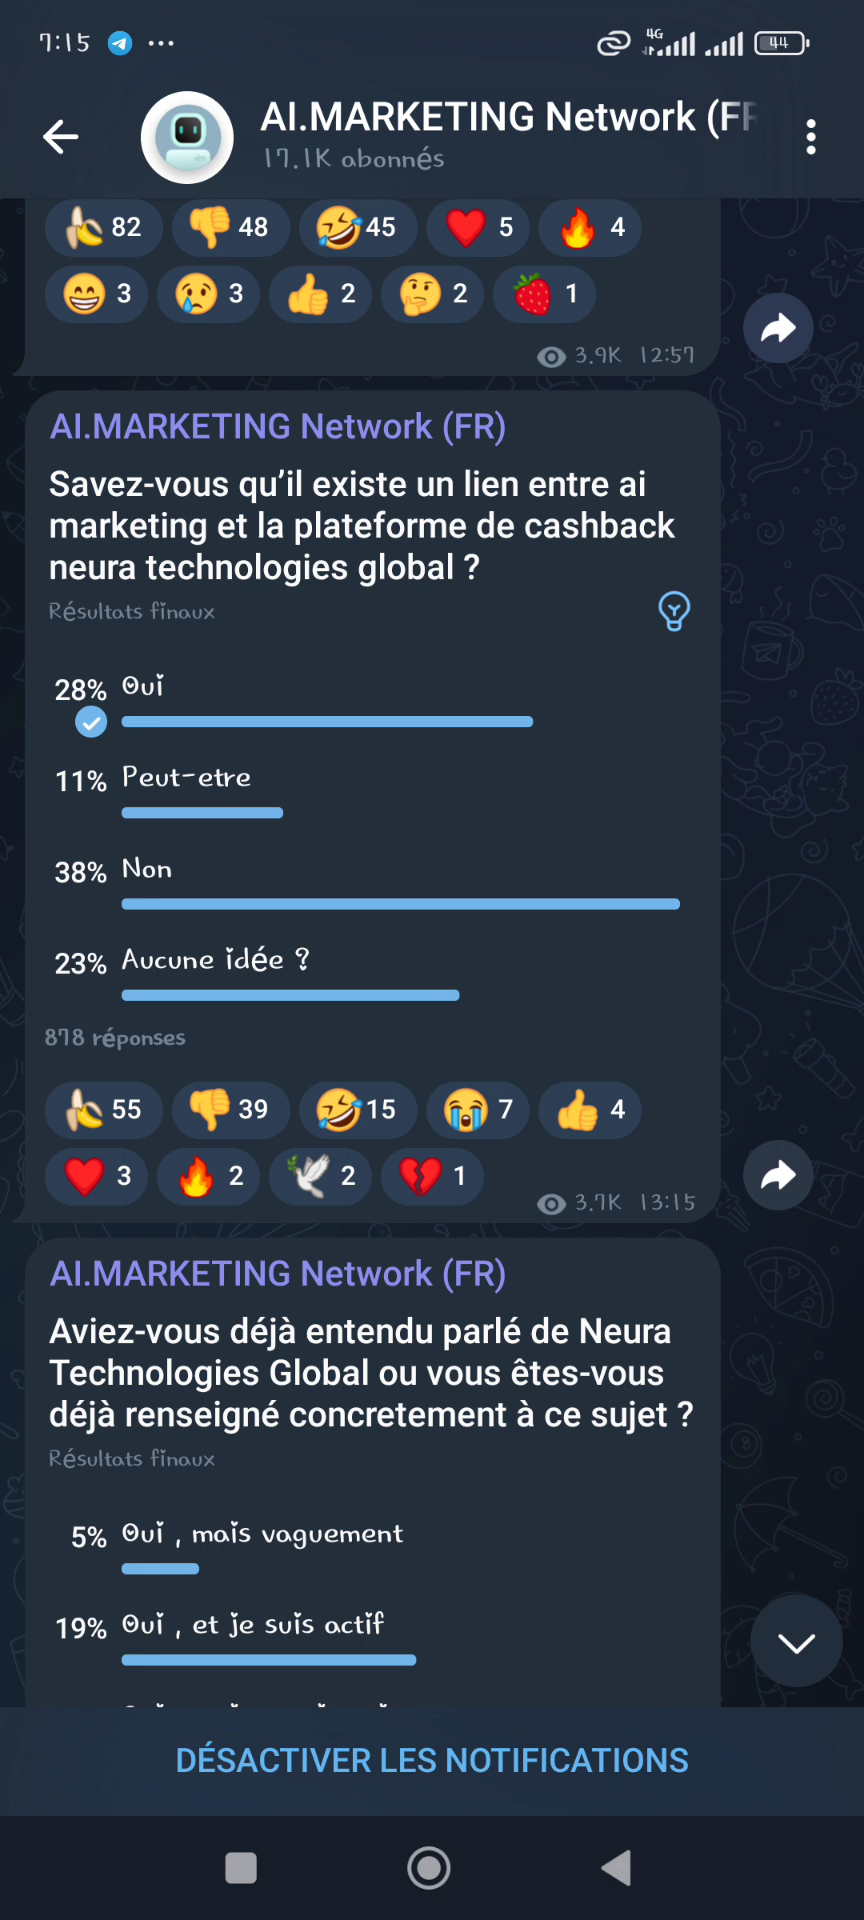 7:15
4G
44
AI.MARKETING Network (FR
17.1K abonnés
82 48 45 5 4
3 3 2 2 1
3.9K 12:57
AI.MARKETING Network (FR)
Savez-vous qu'il existe un lien entre ai
marketing et la plateforme de cashback
neura technologies global ?
Résultats finaux
28% Oui
11% Peut-etre
38% Non
23% Aucune idée ?
878 réponses
55 39 15 7 4
3 2 2 1
3.7K 13:15
AI.MARKETING Network (FR)
Aviez-vous déjà entendu parlé de Neura
Technologies Global ou vous êtes-vous
déjà renseigné concretement à ce sujet ?
Résultats finaux
5% Oui , mais vaguement
19% Oui , et je suis actif
DÉSACTIVER LES NOTIFICATIONS